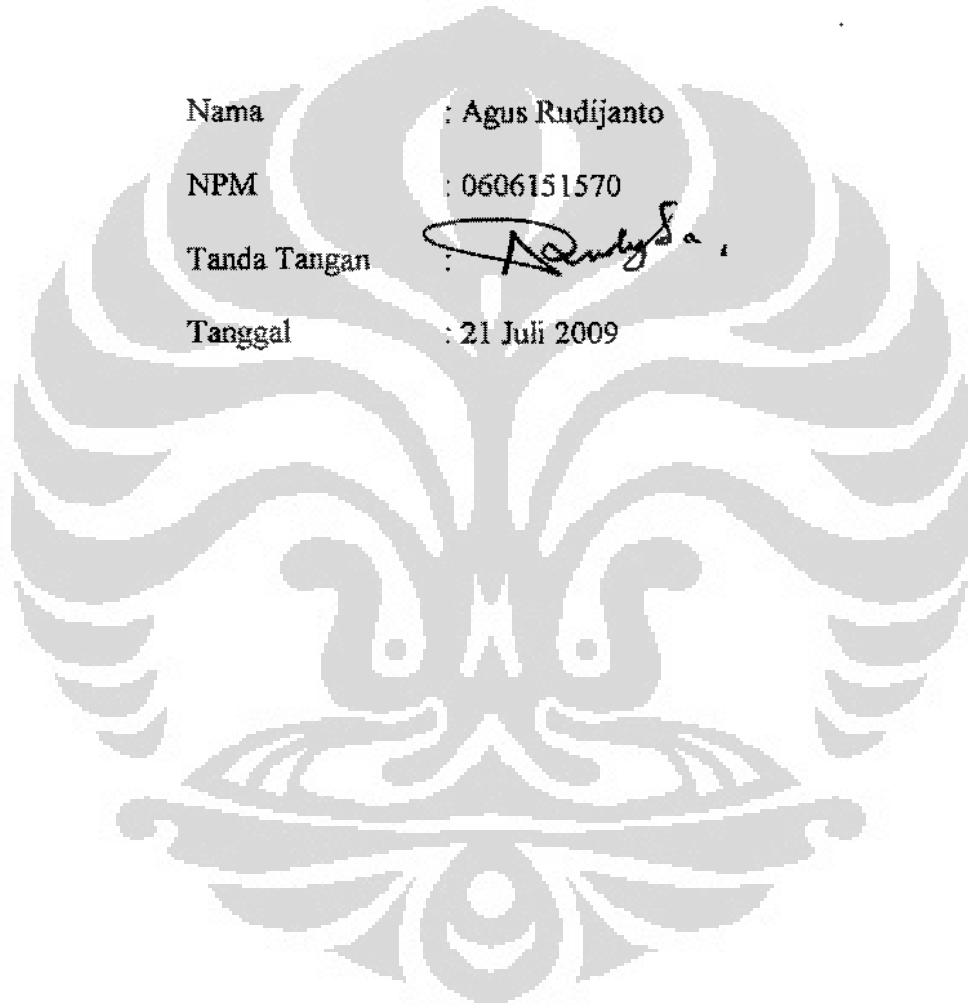 Nama : Agus Rudijanto
NPM : 0606151570
Tanda Tangan :
Tanggal : 21 Juli 2009